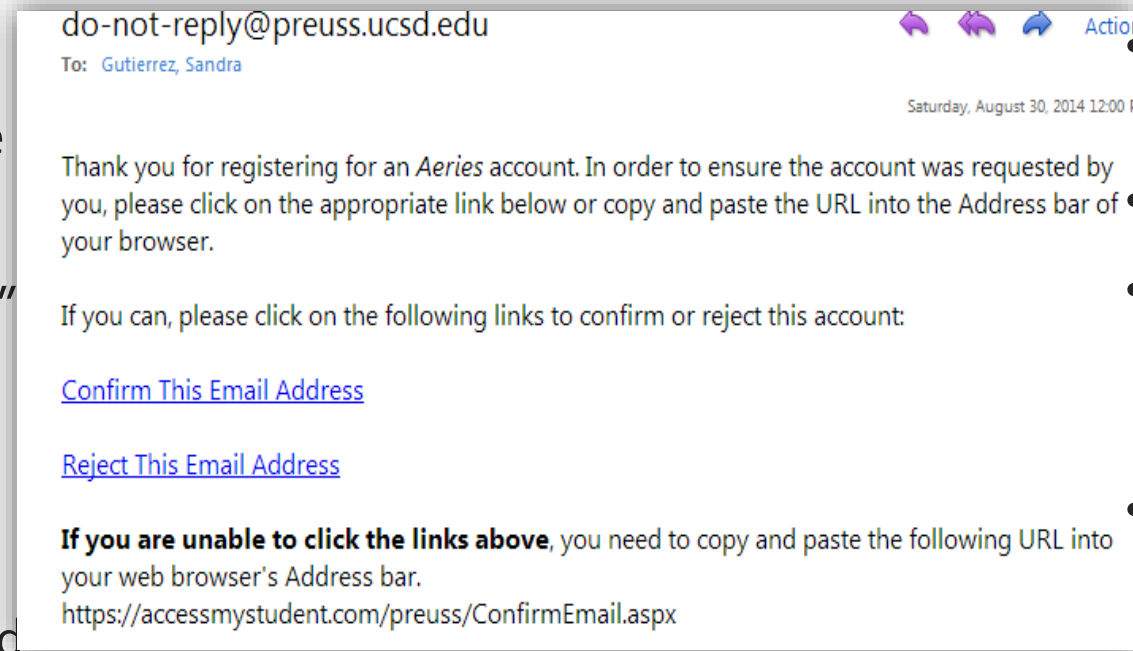 do-not-reply@preuss.ucsd.edu
Action
To: Gutierrez, Sandra
Saturday, August 30, 2014 12:00
Thank you for registering for an Aeries account. In order to ensure the account was requested by
you, please click on the appropriate link below or copy and paste the URL into the Address bar of
your browser.
If you can, please click on the following links to confirm or reject this account:
Confirm This Email Address
Reject This Email Address
If you are unable to click the links above, you need to copy and paste the following URL into
your web browser's Address bar.
https://accessmystudent.com/preuss/ConfirmEmail.aspx